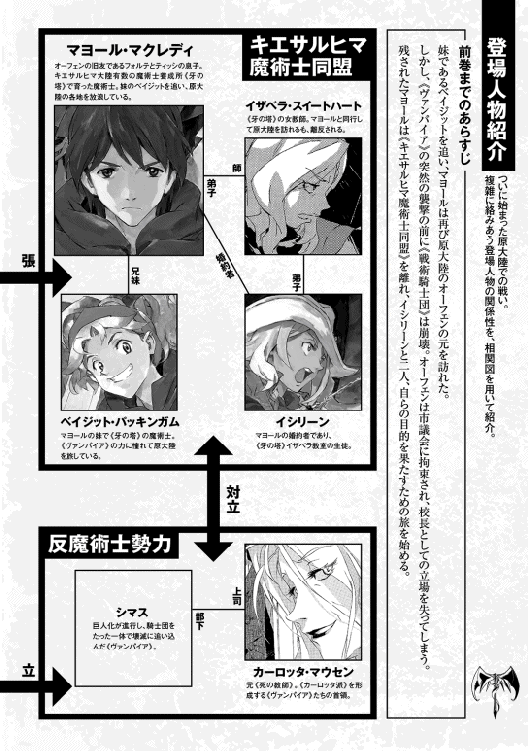 登場人物紹介
ついに始まった原大陸での戦い。
複雑に絡みあう登場人物の関係性を、相関図を用いて紹介。
前巻までのあらすじ
妹であるベイジットを追い、マヨールは再び原大陸のオーフェンの元を訪れた。
しかし、《ヴァンパイア》の突然の襲撃の前に《戦術騎士団》は崩壊。オーフェンは市議会に拘束され、校長としての立場を失ってしまう。
残されたマヨールは《キエサルヒマ魔術士同盟》を離れ、イシリーンと二人、自らの目的を果たすための旅を始める。
キエサルヒマ
魔術士同盟
マヨール・マクレディ
オーフェンの旧友であるフォルテとティッシの息子。
キエサルヒマ大陸有数の魔術士養成所《牙の
塔》で育った魔術士。妹のベイジットを追い、原大
陸の各地を放浪している。
イザベラ・スイートハート
《牙の塔》の女教師。マヨールと同行し
て原大陸を訪れるも、離反される。
師
弟子
婚約者
兄妹
弟子
ベイジット・パッキンガム
マヨールの妹で《牙の塔》の魔術士。
《ヴァンパイア》の力に憧れて原大陸
を旅している。
イシリーン
マヨールの婚約者であり、
《牙の塔》イザベラ教室の生徒。
張
対立
反魔術士勢力
シマス
巨人化が進行し、騎士団を
たった一体で壊滅に追い込
んだ《ヴァンパイア》。
上司
部下
カーロッタ・マウセン
元《死の教師》。《カーロッタ派》を形
成する《ヴァンパイア》たちの首領。
立